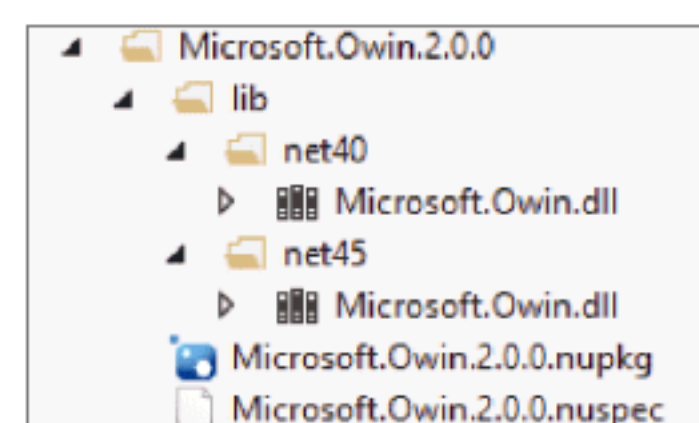 Microsoft.Owin.2.0.0
lib
net40
Microsoft.Owin.dll
net45
Microsoft.Owin.dll
Microsoft.Owin.2.0.0.nupkg
Microsoft.Owin.2.0.0.nuspec